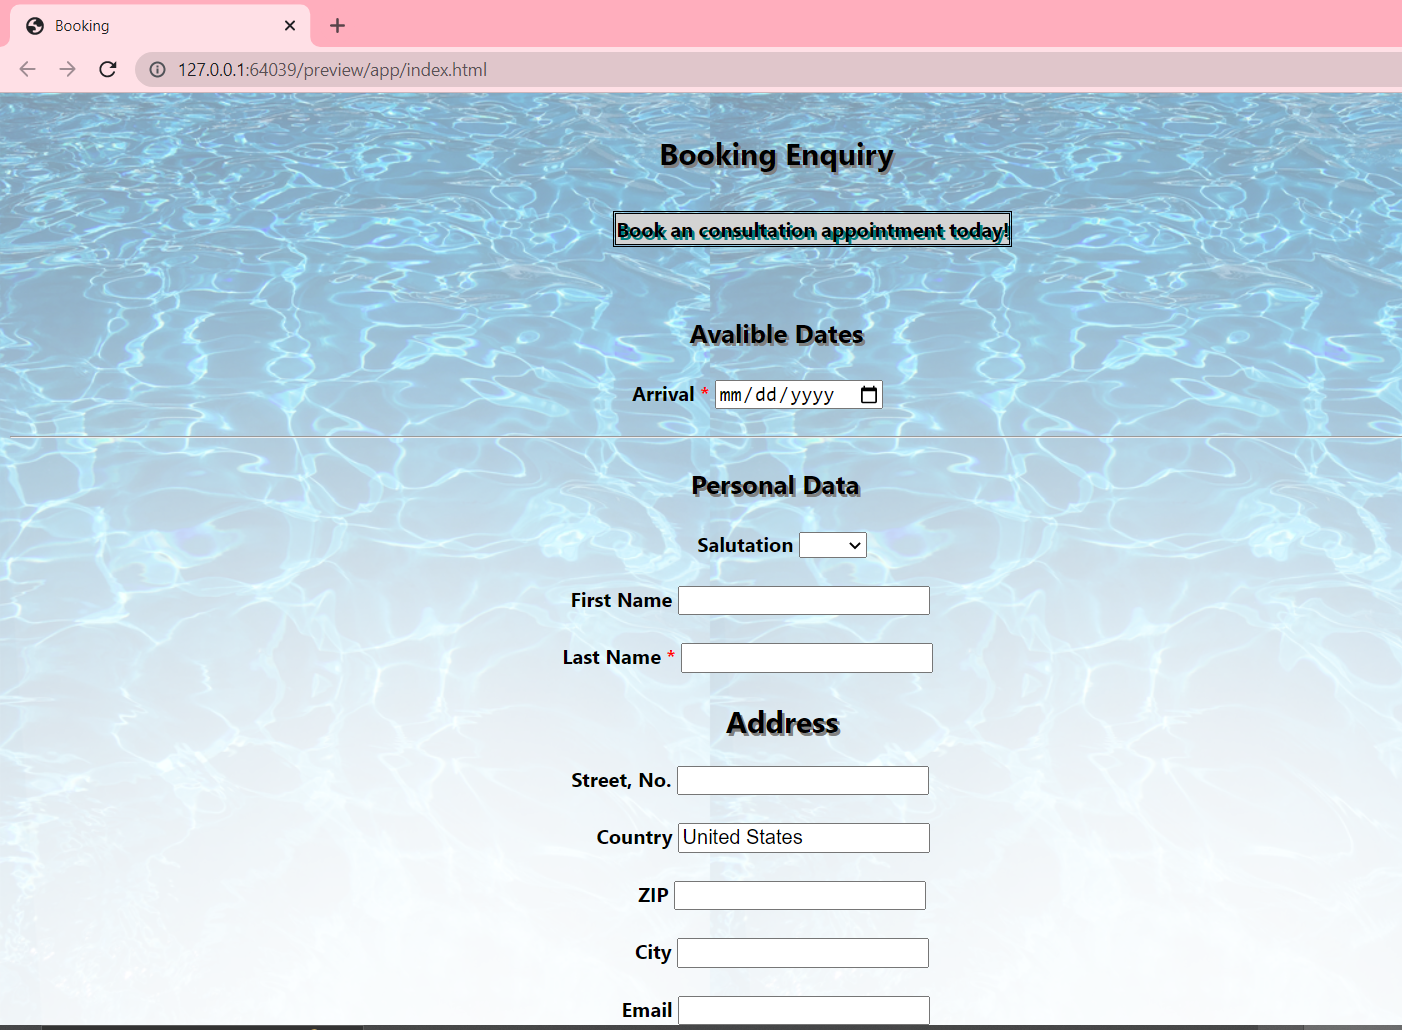 Booking
127.0.0.1:64039/preview/app/index.html
Booking Enquiry
Book an consultation appointment today!
Avalible Dates
Arrival * mm/dd/yyyy
Personal Data
Salutation
First Name
Last Name *
Address
Street, No.
Country United States
ZIP
City
Email